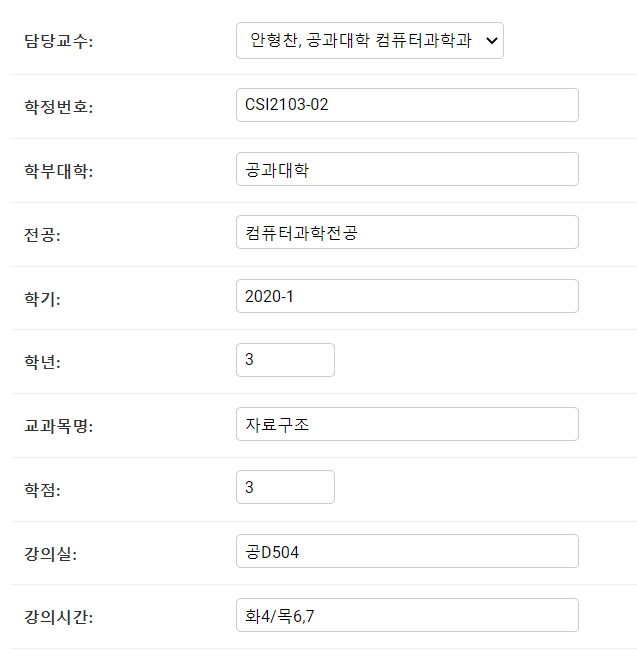 담당교수: 안형찬, 공과대학 컴퓨터과학과
학정번호: CSI2103-02
학부대학: 공과대학
전공: 컴퓨터과학전공
학기: 2020-1
학년: 3
교과목명: 자료구조
학점: 3
강의실: 공D504
강의시간: 화4/목6,7